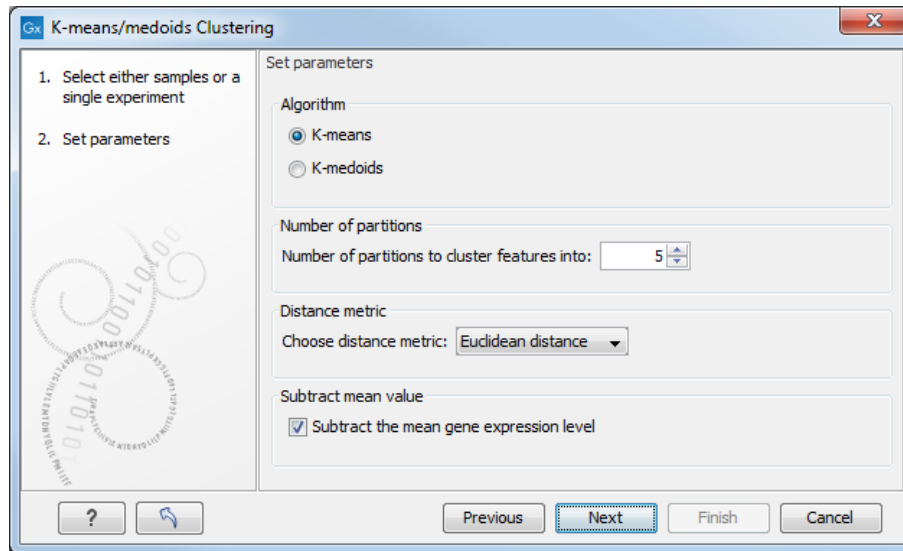 Gx K-means/medoids Clustering
1. Select either samples or a
single experiment
2. Set parameters
Set parameters
Algorithm
K-means
K-medoids
Number of partitions
Number of partitions to cluster features into: 5
Distance metric
Choose distance metric: Euclidean distance
Subtract mean value
Subtract the mean gene expression level
?
Previous
Next
Finish
Cancel